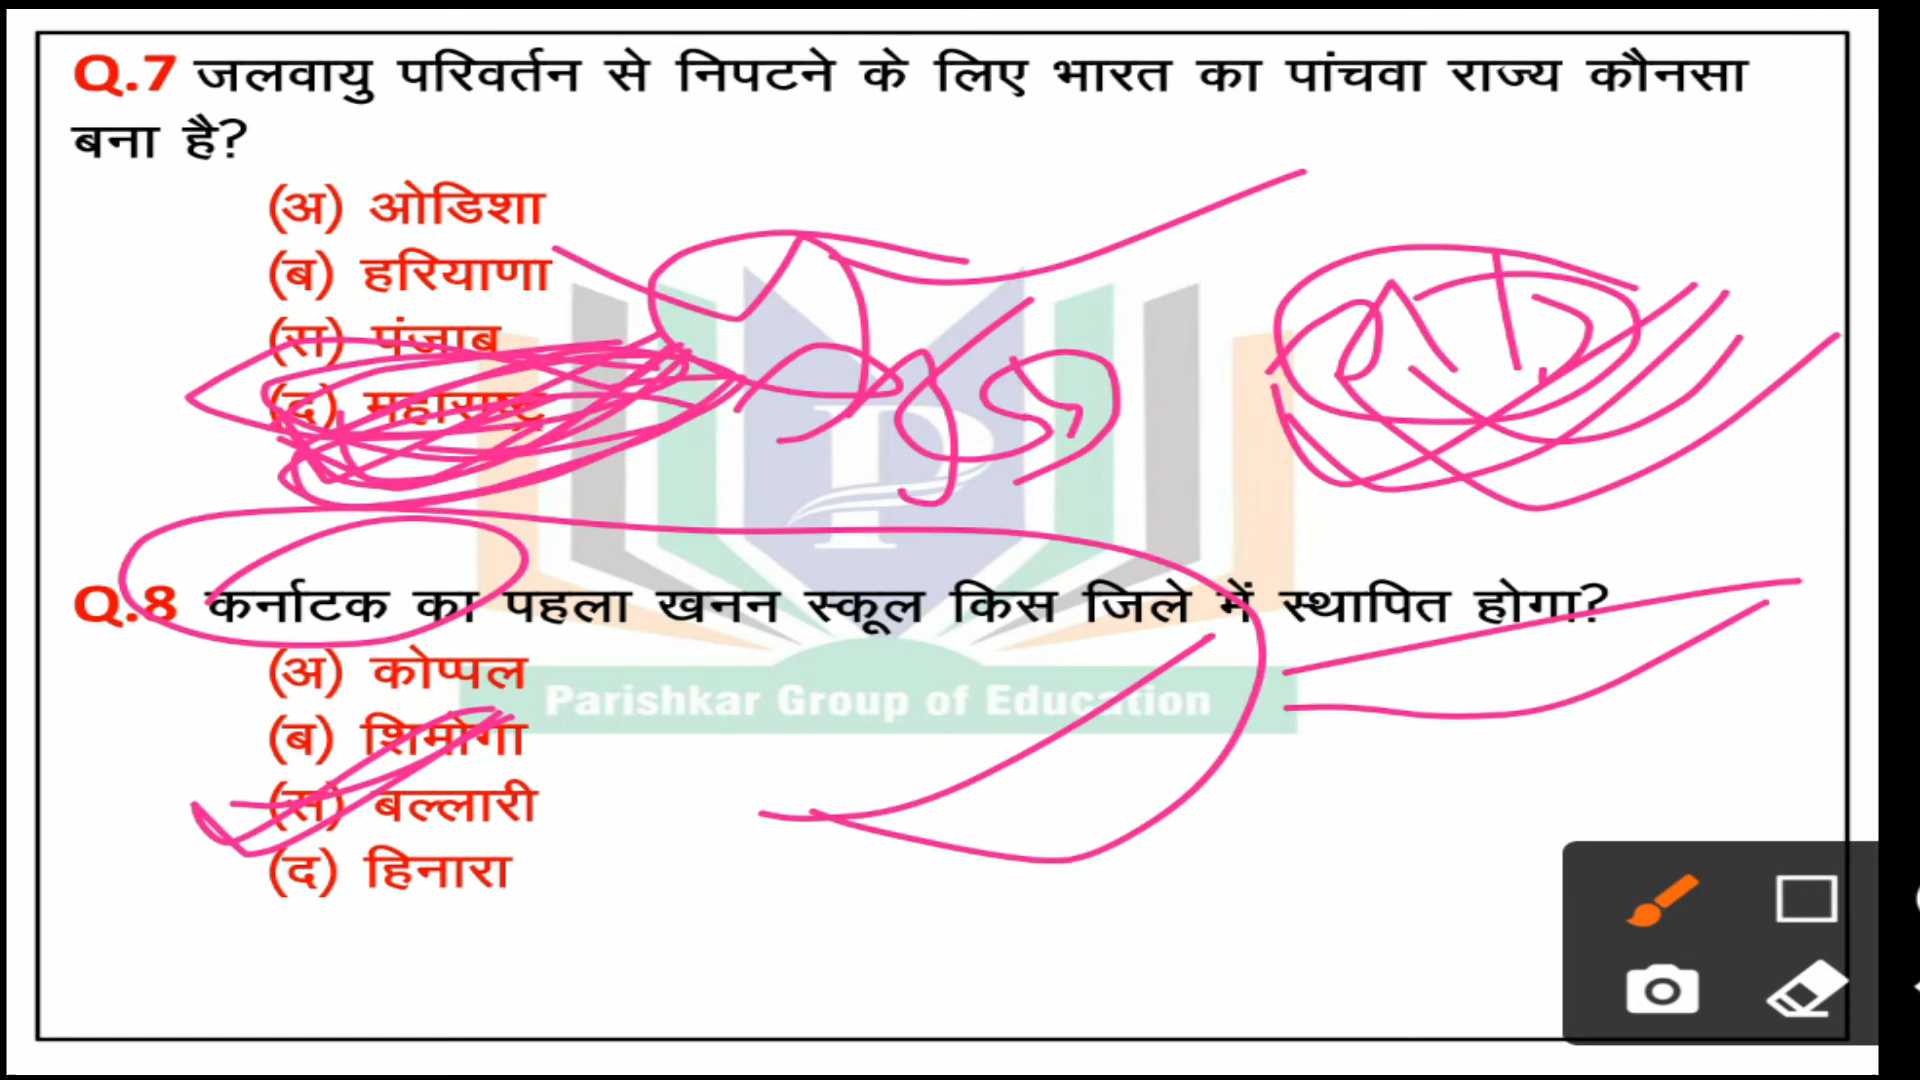 Q.7 जलवायु परिवर्तन से निपटने के लिए भारत का पांचवा राज्य कौनसा
बना है?
(अ) ओडिशा
(ब) हरियाणा
(स) पंजाब
(द) महाराष्ट्र
Q.8 कर्नाटक का पहला खनन स्कूल किस जिले में स्थापित होगा?
(अ) कोप्पल
Parishkar Group of Education
(ब) शिमोगा
(स) बल्लारी
(द) हिनारा